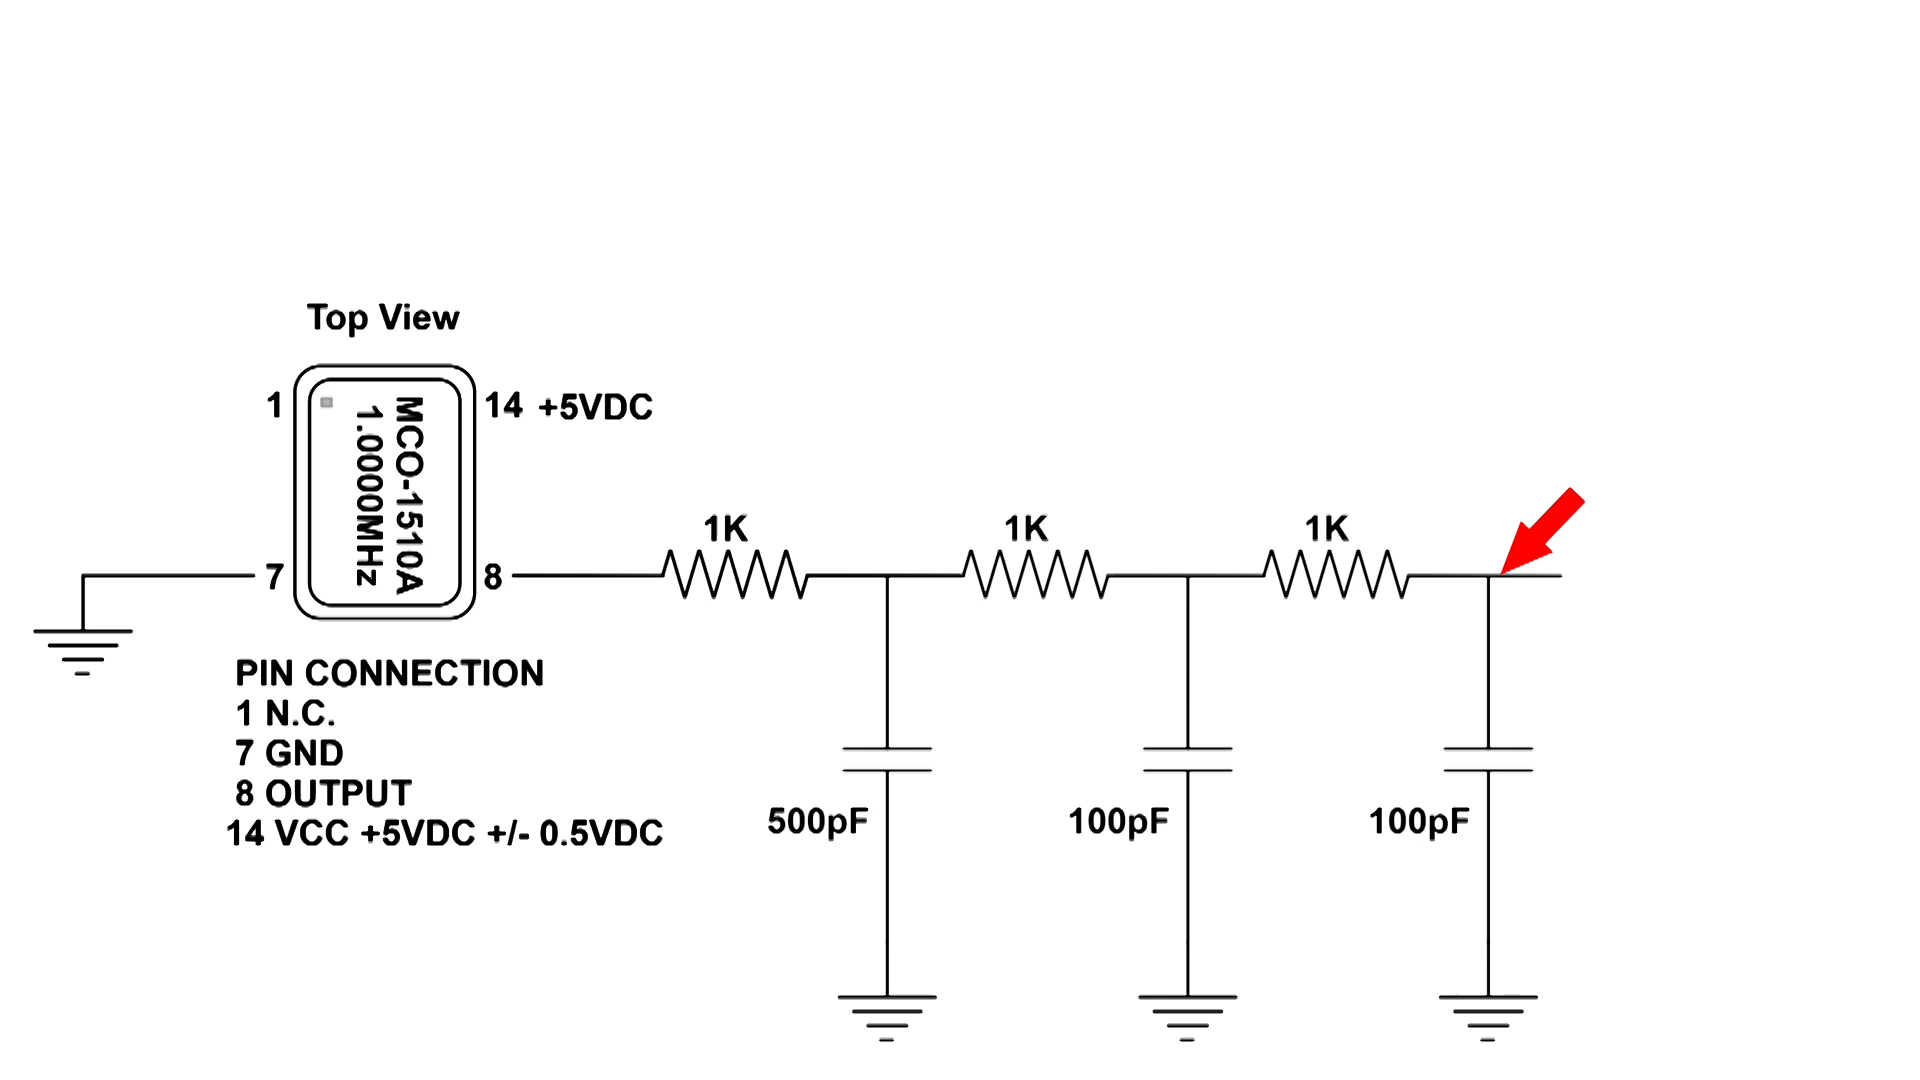 Top View
1
14 +5VDC
MCO-1510A
1.0000MHz
7
8
1K
1K
1K
PIN CONNECTION
1 N.C.
7 GND
8 OUTPUT
14 VCC +5VDC +/- 0.5VDC
500pF
100pF
100pF